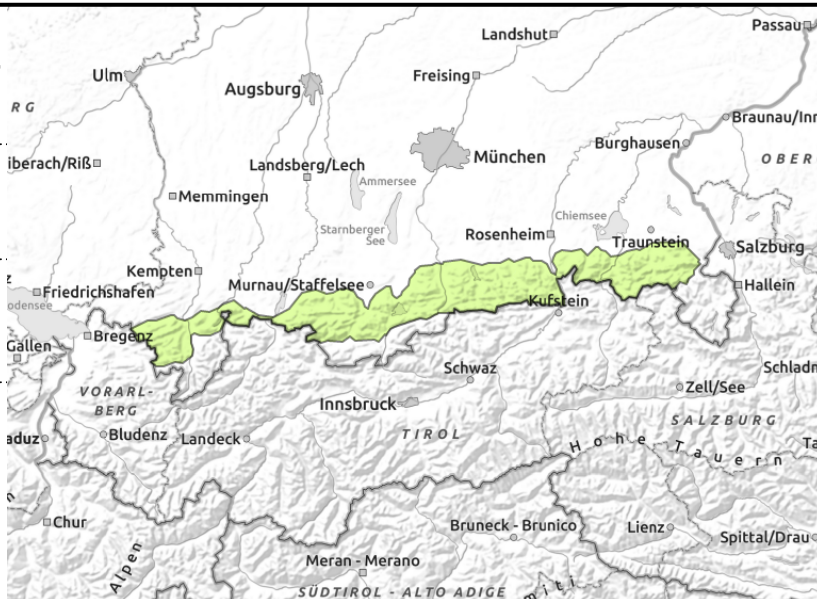 Passau
Landshut
Ulm
Freising
Augsburg
RG
Braunau/Inn
Burghausen
München
OBER
iberach/Riß
Landsberg/Lech
Ammersee
Memmingen
Chiemsee
Starnberger
See
Rosenheim
Traunstein
Salzburg
Kempten
Murnau/Staffelsee
Hallein
z
Friedrichshafen
odensee
Kufstein
Bregenz
Gallen
Schwaz
Schladm
Zell/See
VORARL-
BERG
Innsbruck
SALZBURG
aduz
Bludenz
Landeck
TIROL
Hohe Tauern
Ta
n
Chur
Bruneck - Brunico
Lienz
Spittal/Drau
Alpen
Meran - Merano
SÜDTIROL - ALTO ADIGE
miti